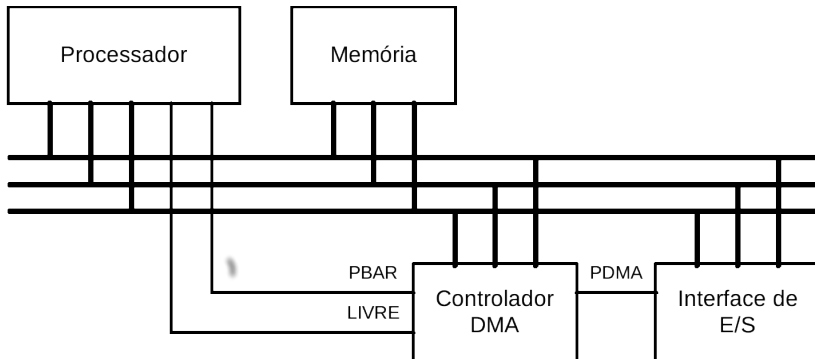 Processador
Memória
PBAR
PDMA
LIVRE
Controlador
DMA
Interface de
E/S